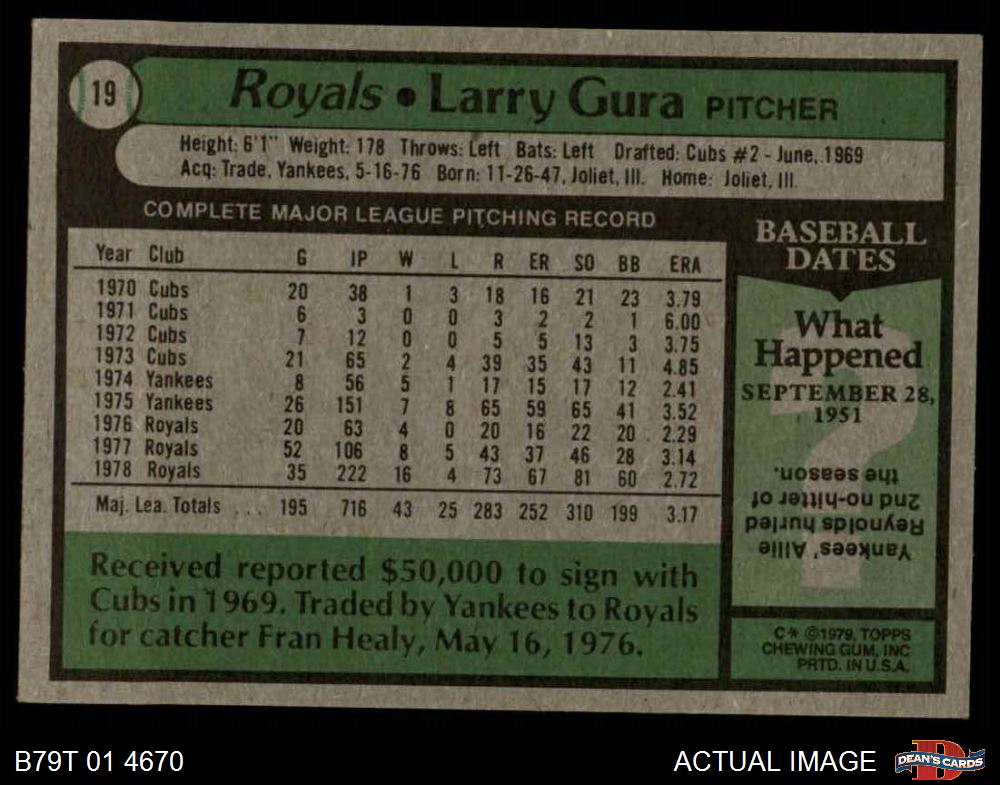 19
Royals • Larry Gura PITCHER
Height: 6'1" Weight: 178 Throws: Left Bats: Left Drafted: Cubs #2 - June, 1969
Acq: Trade, Yankees, 5-16-76 Born: 11-26-47, Joliet, Ill. Home: Joliet, Ill.
COMPLETE MAJOR LEAGUE PITCHING RECORD
Year Club G IP W L R ER SO BB ERA
1970 Cubs 20 38 1 3 18 16 21 23 3.79
1971 Cubs 6 3 0 0 3 2 2 1 6.00
1972 Cubs 7 12 0 0 5 5 13 3 3.75
1973 Cubs 21 65 2 4 39 35 43 11 4.85
1974 Yankees 8 56 5 1 17 15 17 12 2.41
1975 Yankees 26 151 7 8 65 59 65 41 3.52
1976 Royals 20 63 4 0 20 16 22 20 2.29
1977 Royals 52 106 8 5 43 37 46 28 3.14
1978 Royals 35 222 16 4 73 67 81 60 2.72
Maj. Lea. Totals ... 195 716 43 25 283 252 310 199 3.17
Received reported $50,000 to sign with
Cubs in 1969. Traded by Yankees to Royals
for catcher Fran Healy, May 16, 1976.
BASEBALL
DATES
What
Happened
SEPTEMBER 28,
1951
?
Yankees' Allie
Reynolds hurled
2nd no-hitter of
the season.
C* ©1979, TOPPS
CHEWING GUM, INC
PRTD. IN U.S.A.
B79T 01 4670
ACTUAL IMAGE
D
DEAN'S CARDS